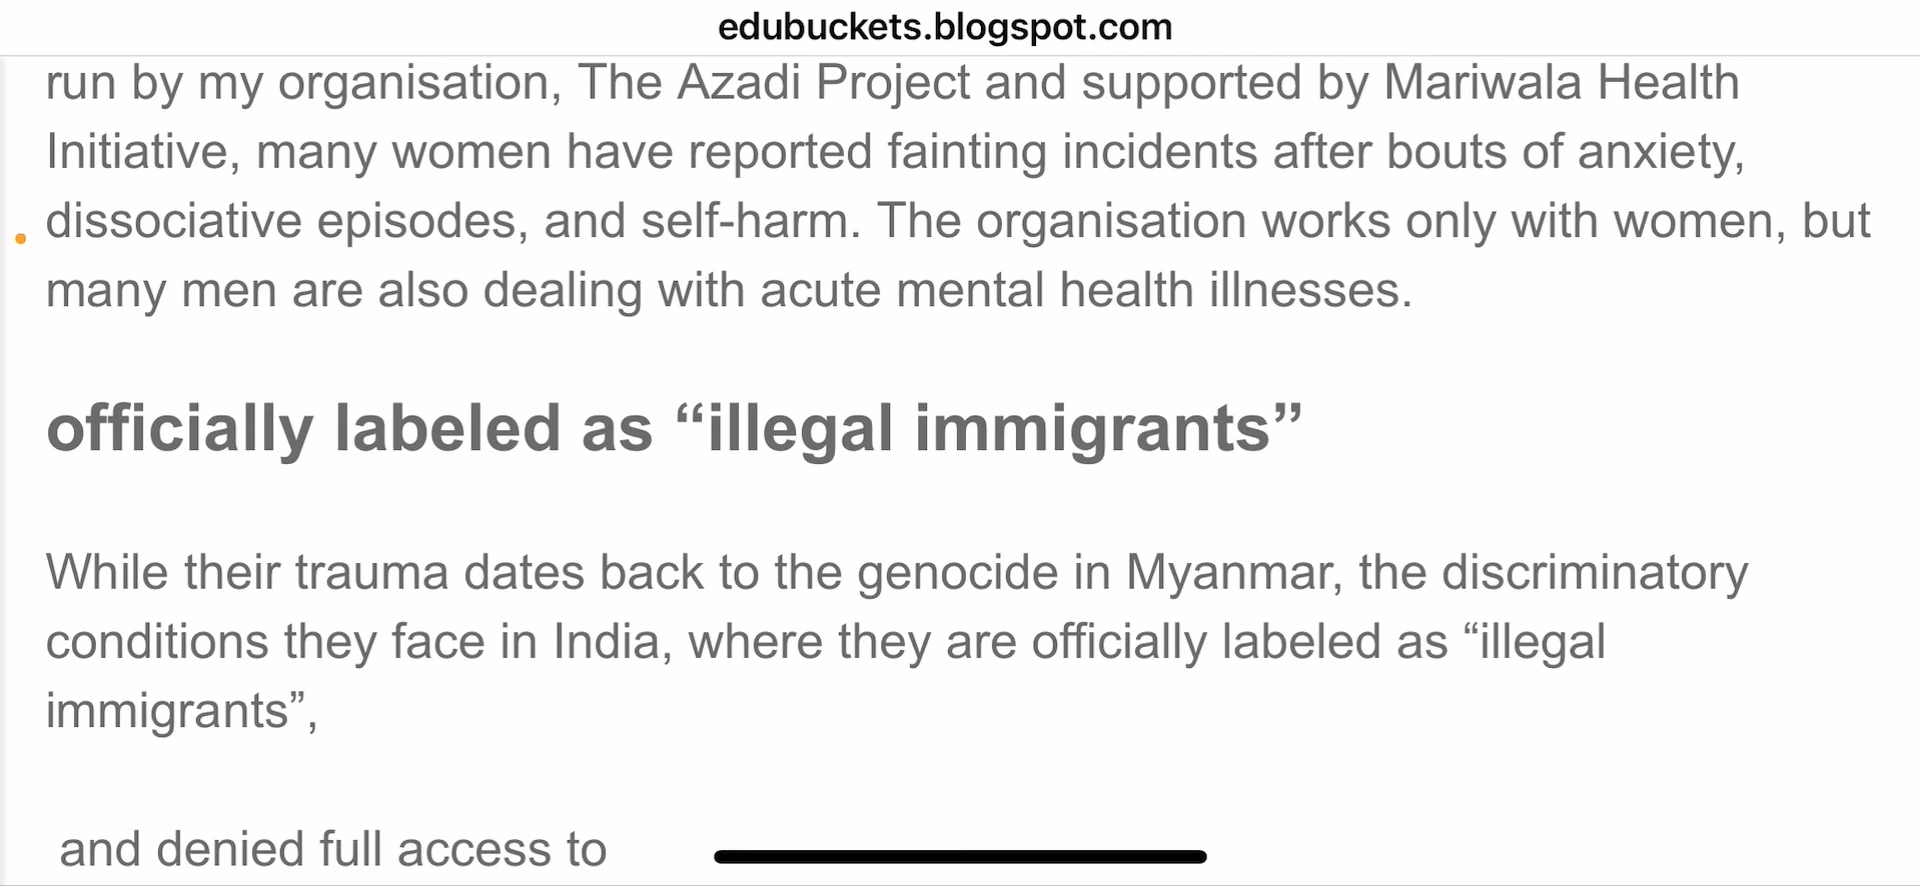 edubuckets.blogspot.com
run by my organisation, The Azadi Project and supported by Mariwala Health
Initiative, many women have reported fainting incidents after bouts of anxiety,
dissociative episodes, and self-harm. The organisation works only with women, but
many men are also dealing with acute mental health illnesses.
officially labeled as “illegal immigrants”
While their trauma dates back to the genocide in Myanmar, the discriminatory
conditions they face in India, where they are officially labeled as “illegal
immigrants”,
and denied full access to